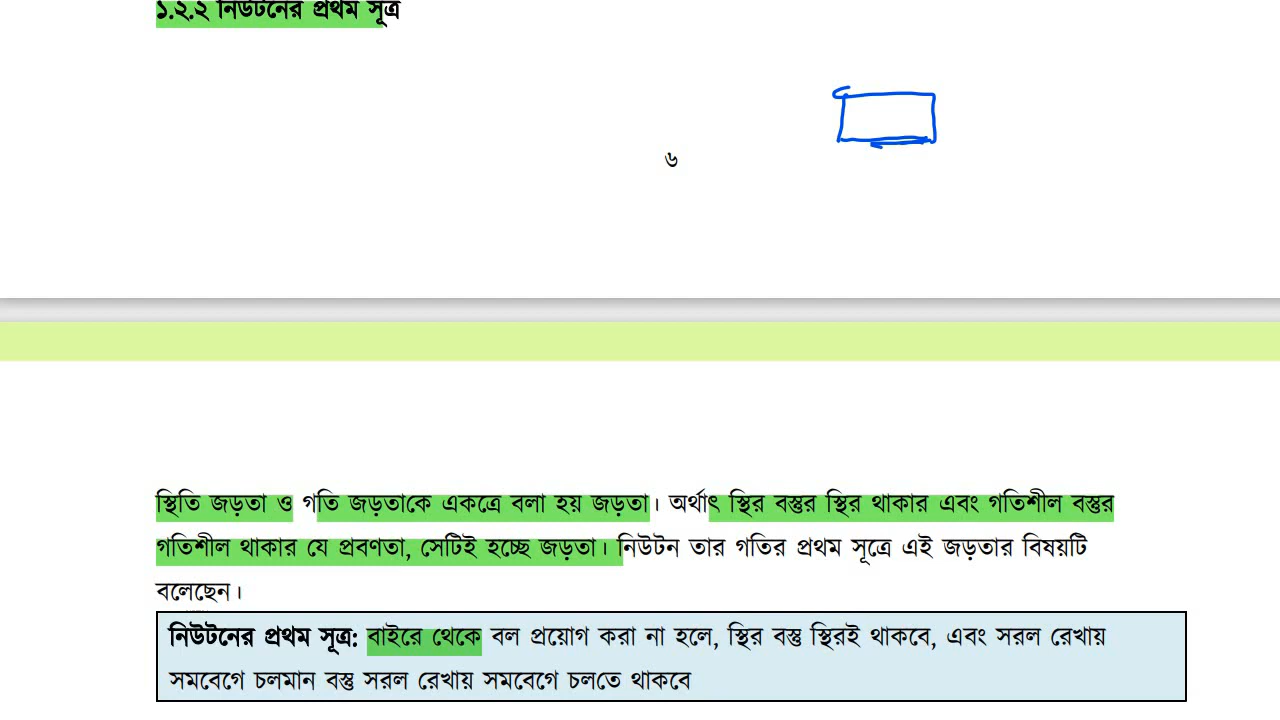 ১.২.২ নিউটনের প্রথম সূত্র
৬
স্থিতি জড়তা ও গতি জড়তাকে একত্রে বলা হয় জড়তা। অর্থাৎ স্থির বস্তুর স্থির থাকার এবং গতিশীল বস্তুর
গতিশীল থাকার যে প্রবণতা, সেটিই হচ্ছে জড়তা। নিউটন তার গতির প্রথম সূত্রে এই জড়তার বিষয়টি
বলেছেন।
নিউটনের প্রথম সূত্র: বাইরে থেকে বল প্রয়োগ করা না হলে, স্থির বস্তু স্থিরই থাকবে, এবং সরল রেখায়
সমবেগে চলমান বস্তু সরল রেখায় সমবেগে চলতে থাকবে